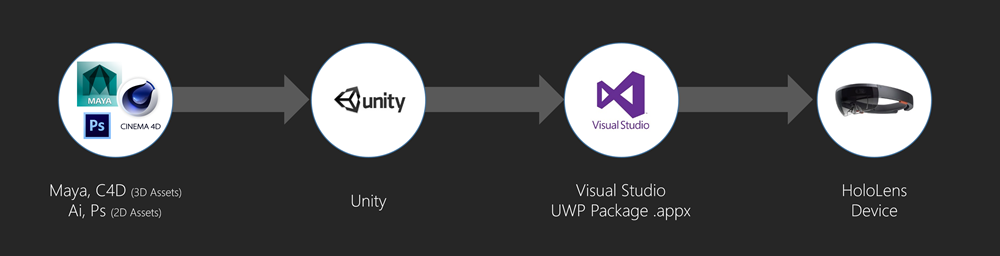 MAYA
Ps
CINEMA 4D
unity
Visual Studio
Maya, C4D (3D Assets)
Ai, Ps (2D Assets)
Unity
Visual Studio
UWP Package .appx
HoloLens
Device